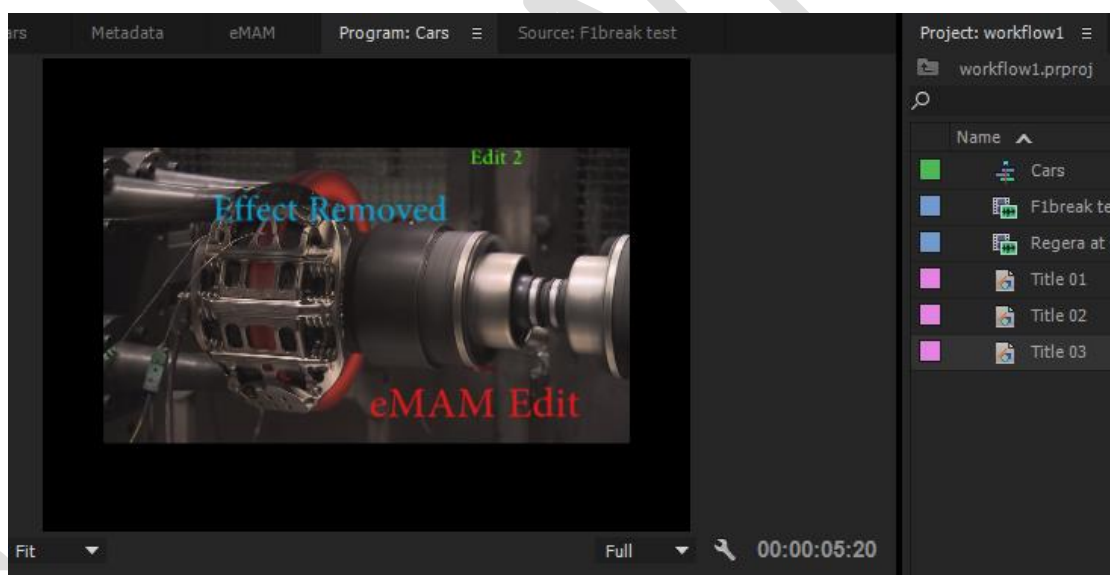 ars Metadata eMAM Program: Cars Source: F1break test
Edit 2
Effect Removed
eMAM Edit
Fit Full 00:00:05:20
Project: workflow1
workflow1.prproj
Name
Cars
F1break te
Regera at
Title 01
Title 02
Title 03